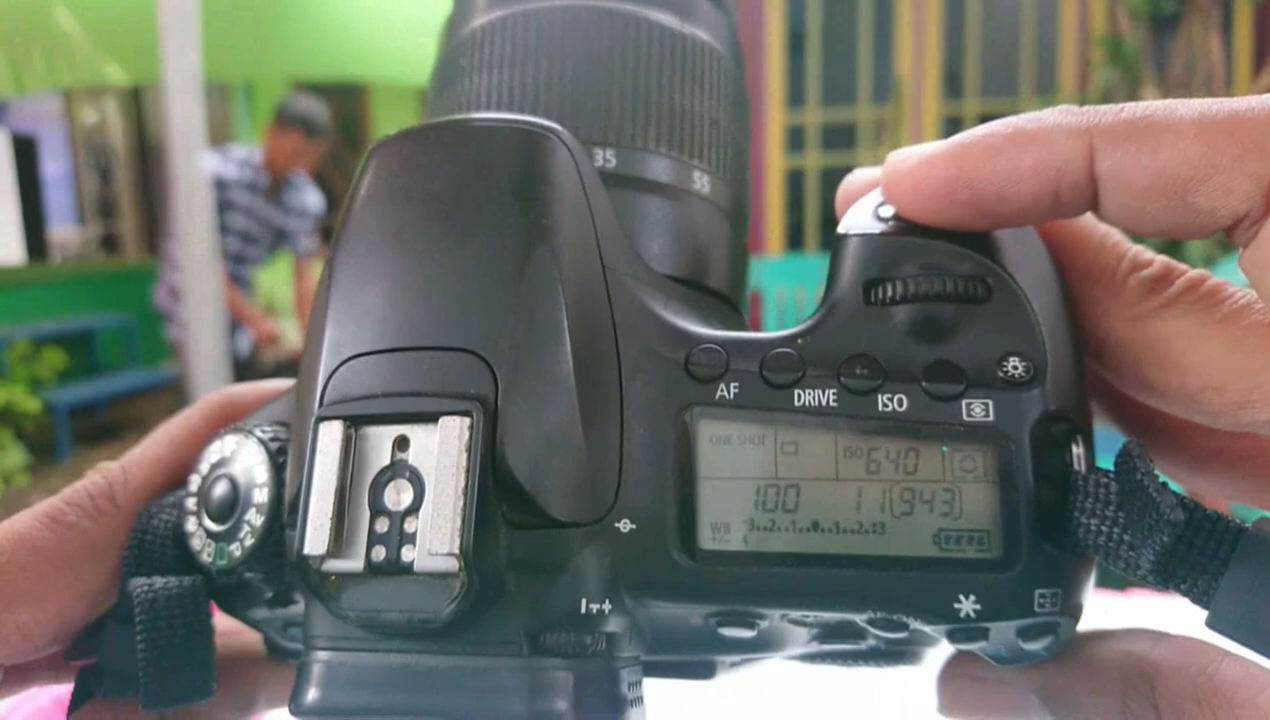 35
55
AF
DRIVE
ISO
ONE SHOT
ISO 640
100
11
[943]
WB
+/-
-3..2..1..0..1..2.:3
M
Av